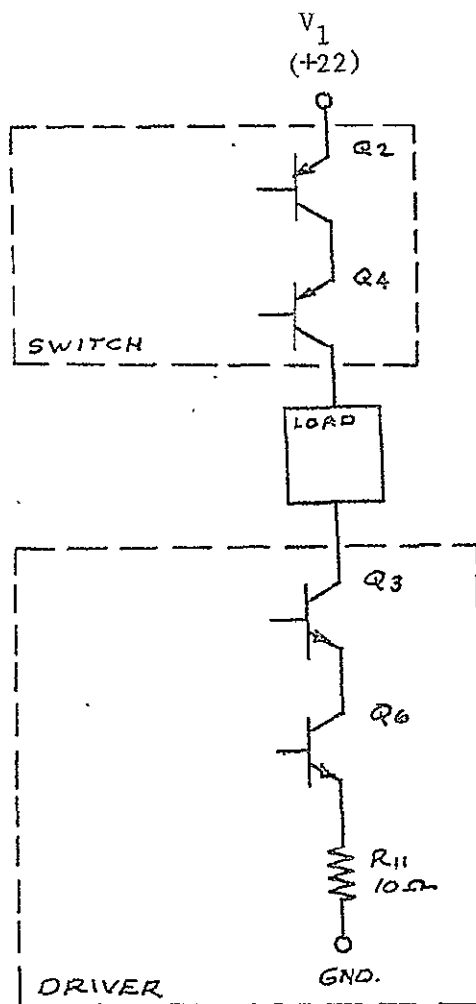 V1
(+22)
Q2
Q4
SWITCH
LOAD
Q3
Q6
R11
10Ω
GND.
DRIVER